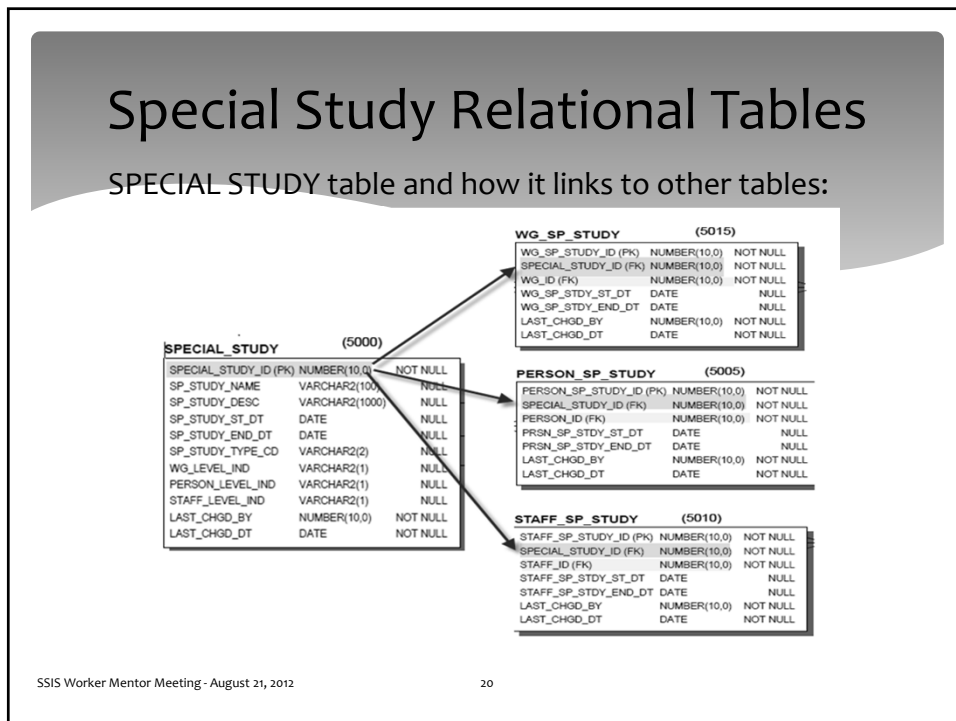 Special Study Relational Tables
SPECIAL STUDY table and how it links to other tables:
SPECIAL_STUDY (5000)
SPECIAL_STUDY_ID (PK) NUMBER(10,0) NOT NULL
SP_STUDY_NAME VARCHAR2(100) NULL
SP_STUDY_DESC VARCHAR2(1000) NULL
SP_STUDY_ST_DT DATE NULL
SP_STUDY_END_DT DATE NULL
SP_STUDY_TYPE_CD VARCHAR2(2) NULL
WG_LEVEL_IND VARCHAR2(1) NULL
PERSON_LEVEL_IND VARCHAR2(1) NULL
STAFF_LEVEL_IND VARCHAR2(1) NULL
LAST_CHGD_BY NUMBER(10,0) NOT NULL
LAST_CHGD_DT DATE NOT NULL
WG_SP_STUDY (5015)
WG_SP_STUDY_ID (PK) NUMBER(10,0) NOT NULL
SPECIAL_STUDY_ID (FK) NUMBER(10,0) NOT NULL
WG_ID (FK) NUMBER(10,0) NOT NULL
WG_SP_STDY_ST_DT DATE NULL
WG_SP_STDY_END_DT DATE NULL
LAST_CHGD_BY NUMBER(10,0) NOT NULL
LAST_CHGD_DT DATE NOT NULL
PERSON_SP_STUDY (5005)
PERSON_SP_STUDY_ID (PK) NUMBER(10,0) NOT NULL
SPECIAL_STUDY_ID (FK) NUMBER(10,0) NOT NULL
PERSON_ID (FK) NUMBER(10,0) NOT NULL
PRSN_SP_STDY_ST_DT DATE NULL
PRSN_SP_STDY_END_DT DATE NULL
LAST_CHGD_BY NUMBER(10,0) NOT NULL
LAST_CHGD_DT DATE NOT NULL
STAFF_SP_STUDY (5010)
STAFF_SP_STUDY_ID (PK) NUMBER(10,0) NOT NULL
SPECIAL_STUDY_ID (FK) NUMBER(10,0) NOT NULL
STAFF_ID (FK) NUMBER(10,0) NOT NULL
STAFF_SP_STDY_ST_DT DATE NULL
STAFF_SP_STDY_END_DT DATE NULL
LAST_CHGD_BY NUMBER(10,0) NOT NULL
LAST_CHGD_DT DATE NOT NULL
SSIS Worker Mentor Meeting - August 21, 2012 20